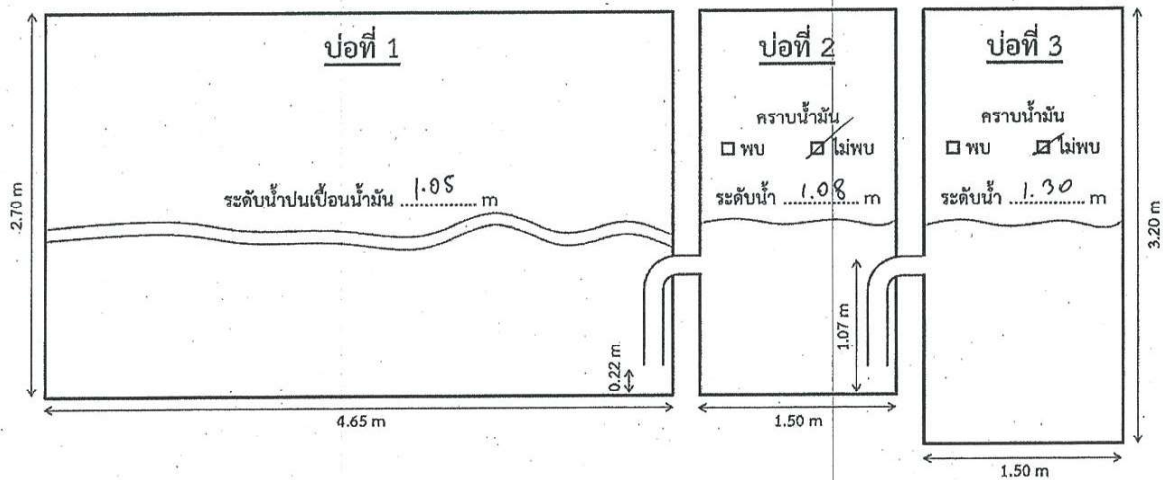 บ่อที่ 1
2.70 m
ระดับน้ำปนเปื้อนน้ำมัน 1.05 m
0.22 m
4.65 m
บ่อที่ 2
คราบน้ำมัน
☐ พบ ☑ ไม่พบ
ระดับน้ำ 1.08 m
1.07 m
1.50 m
บ่อที่ 3
คราบน้ำมัน
☐ พบ ☑ ไม่พบ
ระดับน้ำ 1.30 m
3.20 m
1.50 m